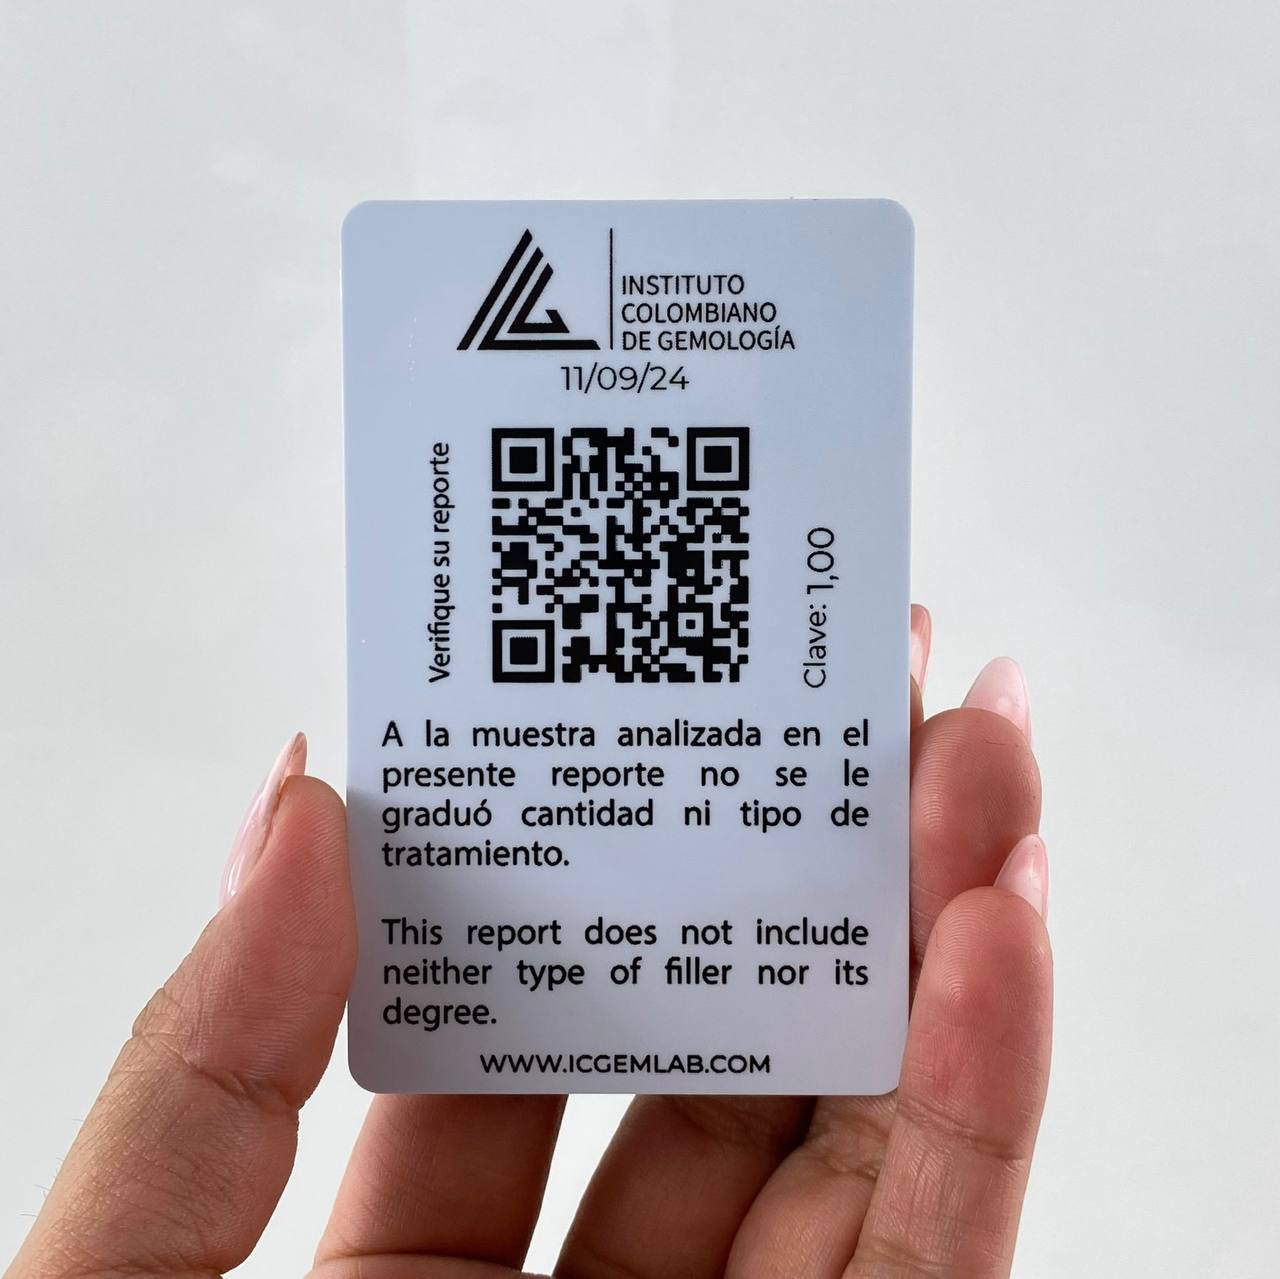 INSTITUTO
COLOMBIANO
DE GEMOLOGÍA
11/09/24
Verifique su reporte
Clave: 1,00
A la muestra analizada en el
presente reporte no se le
graduó cantidad ni tipo de
tratamiento.
This report does not include
neither type of filler nor its
degree.
WWW.ICGEMLAB.COM